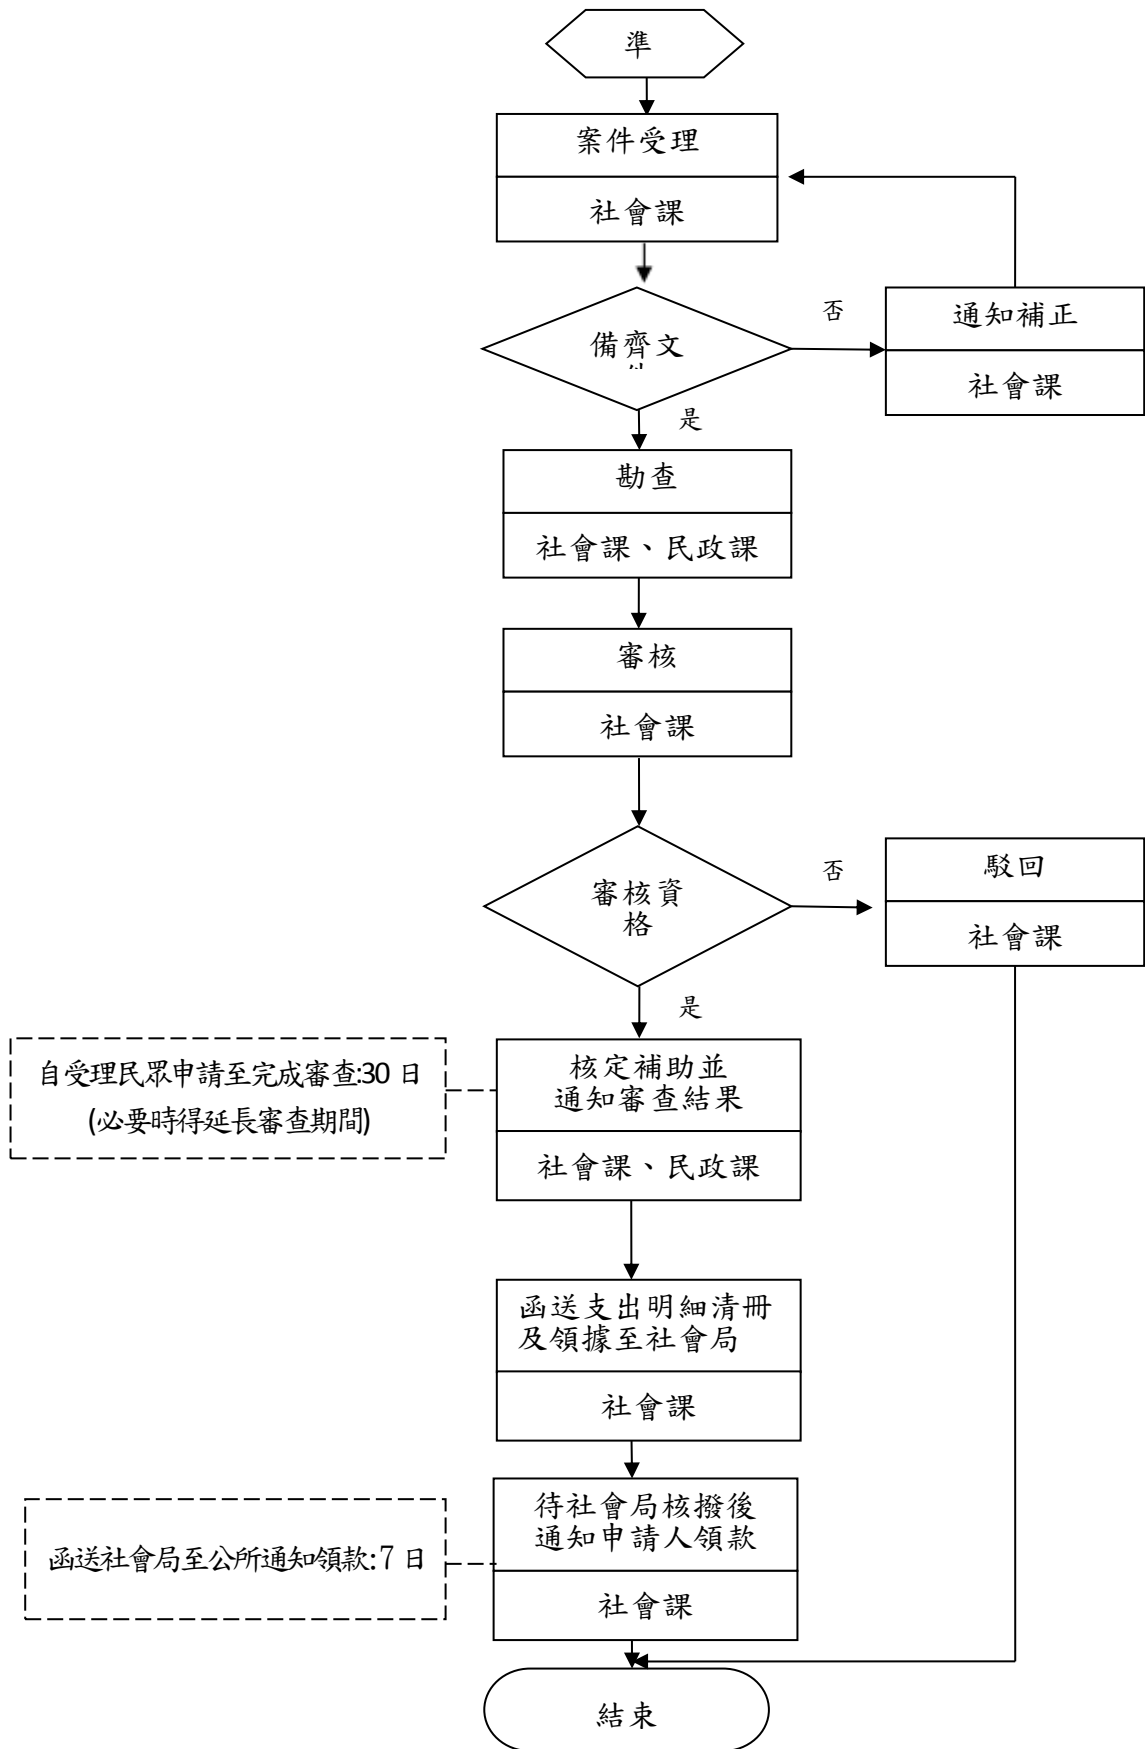 準
案件受理
社會課
備齊文
否
通知補正
社會課
是
勘查
社會課、民政課
審核
社會課
審核資
格
否
駁回
社會課
是
自受理民眾申請至完成審查:30 日
(必要時得延長審查期間)
核定補助並
通知審查結果
社會課、民政課
函送支出明細清冊
及領據至社會局
社會課
待社會局核撥後
通知申請人領款
社會課
函送社會局至公所通知領款:7 日
結束